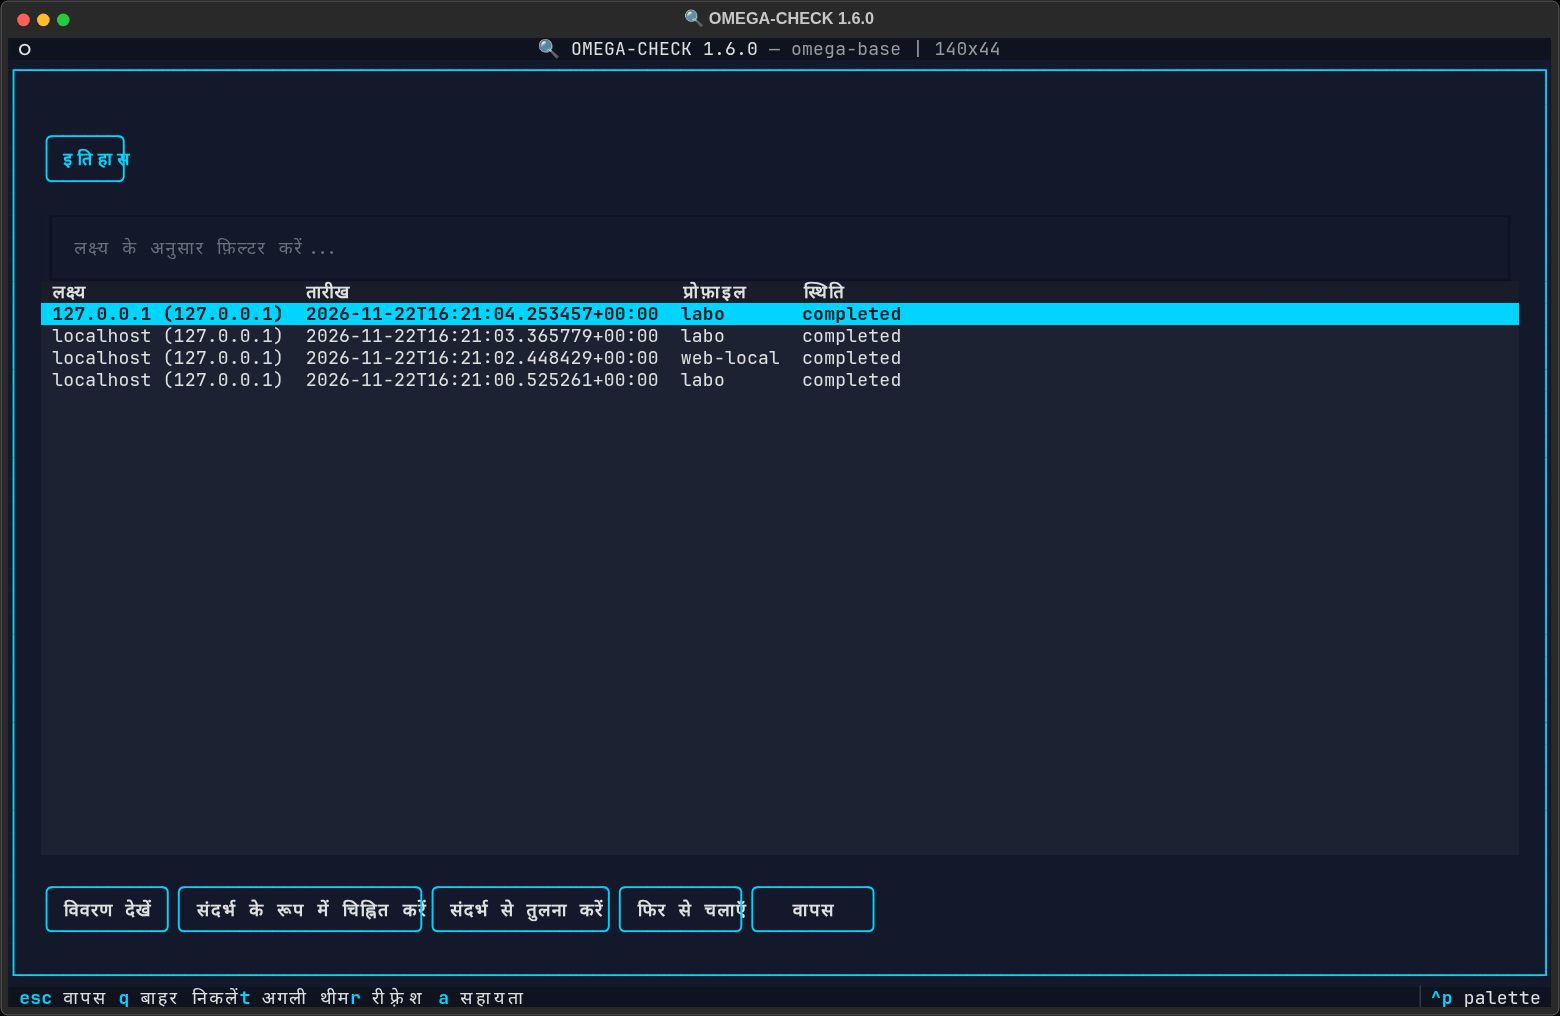 🔍 OMEGA-CHECK 1.6.0
🔍 OMEGA-CHECK 1.6.0 — omega-base | 140x44
इतिहास
लक्ष्य के अनुसार फ़िल्टर करें...
लक्ष्य तारीख प्रोफ़ाइल स्थिति
127.0.0.1 (127.0.0.1) 2026-11-22T16:21:04.253457+00:00 labo completed
localhost (127.0.0.1) 2026-11-22T16:21:03.365779+00:00 labo completed
localhost (127.0.0.1) 2026-11-22T16:21:02.448429+00:00 web-local completed
localhost (127.0.0.1) 2026-11-22T16:21:00.525261+00:00 labo completed
विवरण देखें संदर्भ के रूप में चिह्नित करें संदर्भ से तुलना करें फिर से चलाएँ वापस
esc वापस q बाहर निकलें t अगली थीम r रीफ़्रेश a सहायता ^p palette